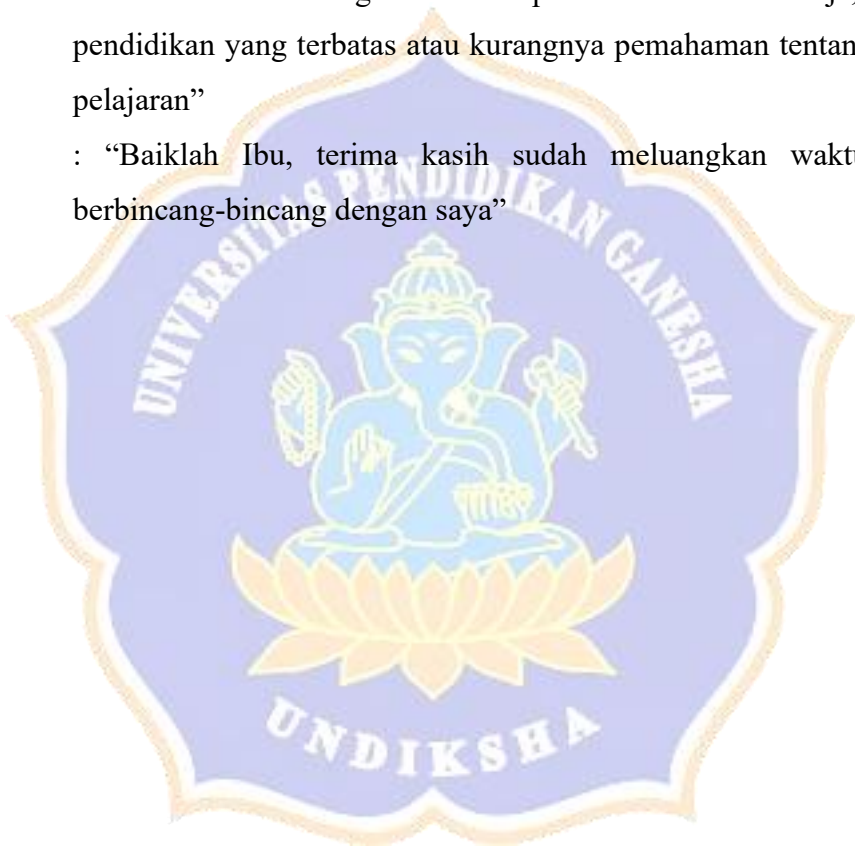 pendidikan yang terbatas atau kurangnya pemahaman tentan
pelajaran”
: “Baiklah Ibu, terima kasih sudah meluangkan waktu
berbincang-bincang dengan saya”
UNIVERSITAS PENDIDIKAN GANESHA
UNDIKSHA